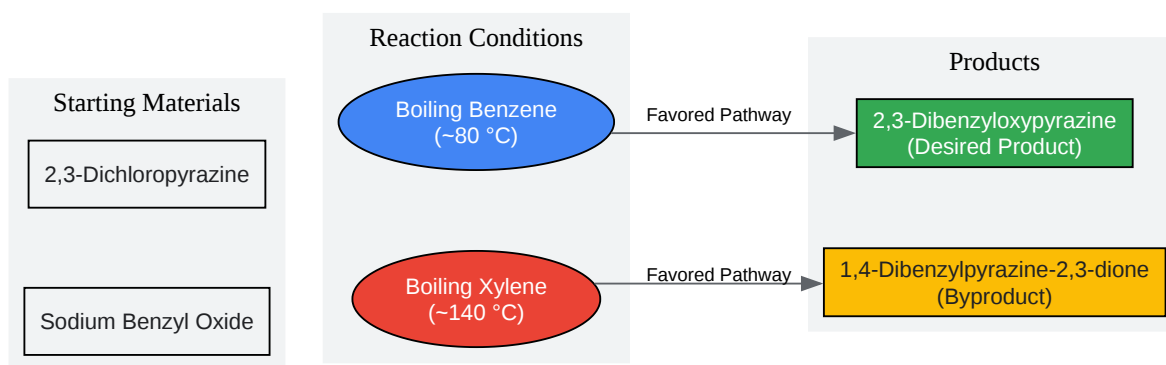 Starting Materials
2,3-Dichloropyrazine
Sodium Benzyl Oxide
Reaction Conditions
Boiling Benzene
(~80 °C)
Boiling Xylene
(~140 °C)
Favored Pathway
Favored Pathway
Products
2,3-Dibenzyloxypyrazine
(Desired Product)
1,4-Dibenzylpyrazine-2,3-dione
(Byproduct)